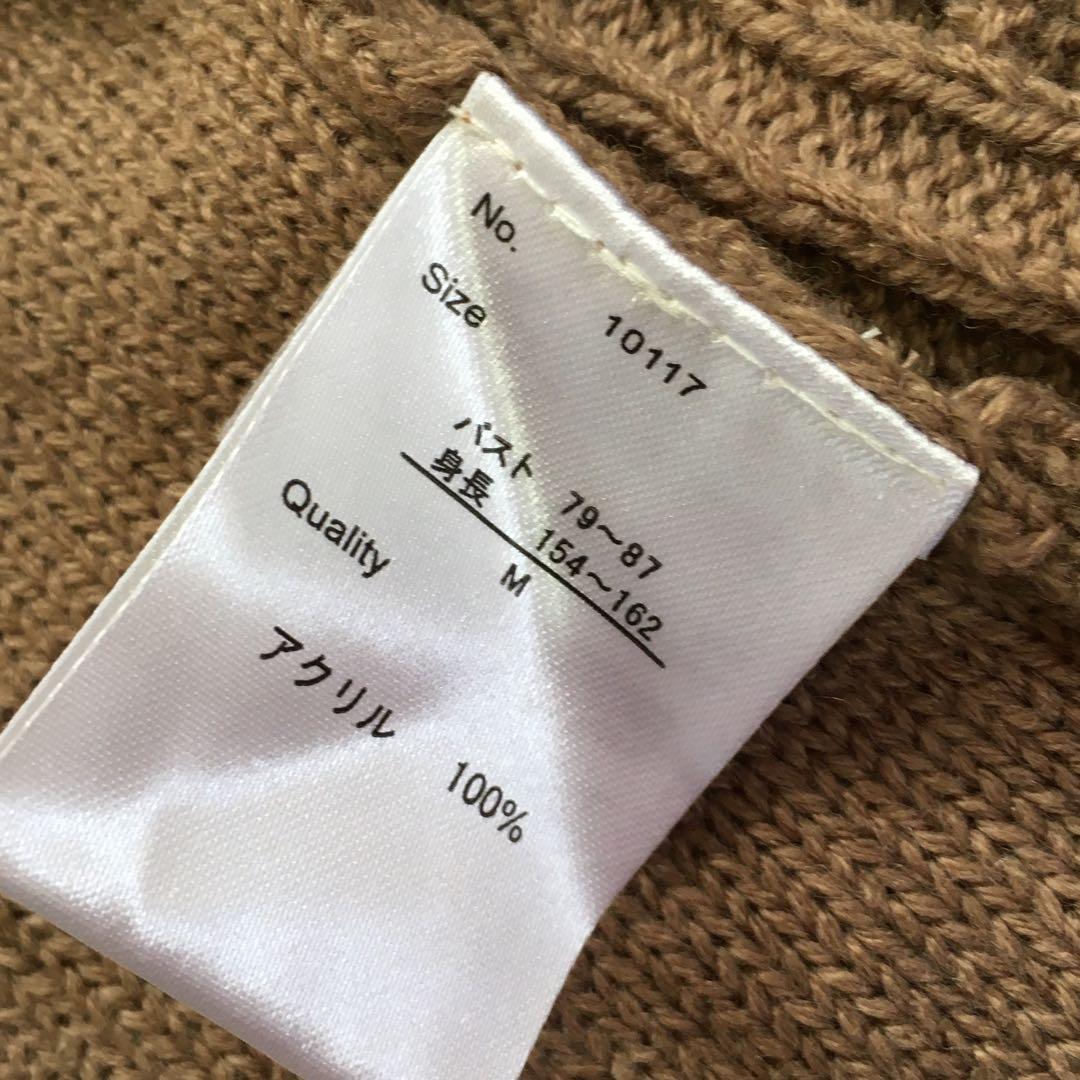 No. 10117
Size
バスト 79～87
身長 154～162
M
Quality
アクリル 100%